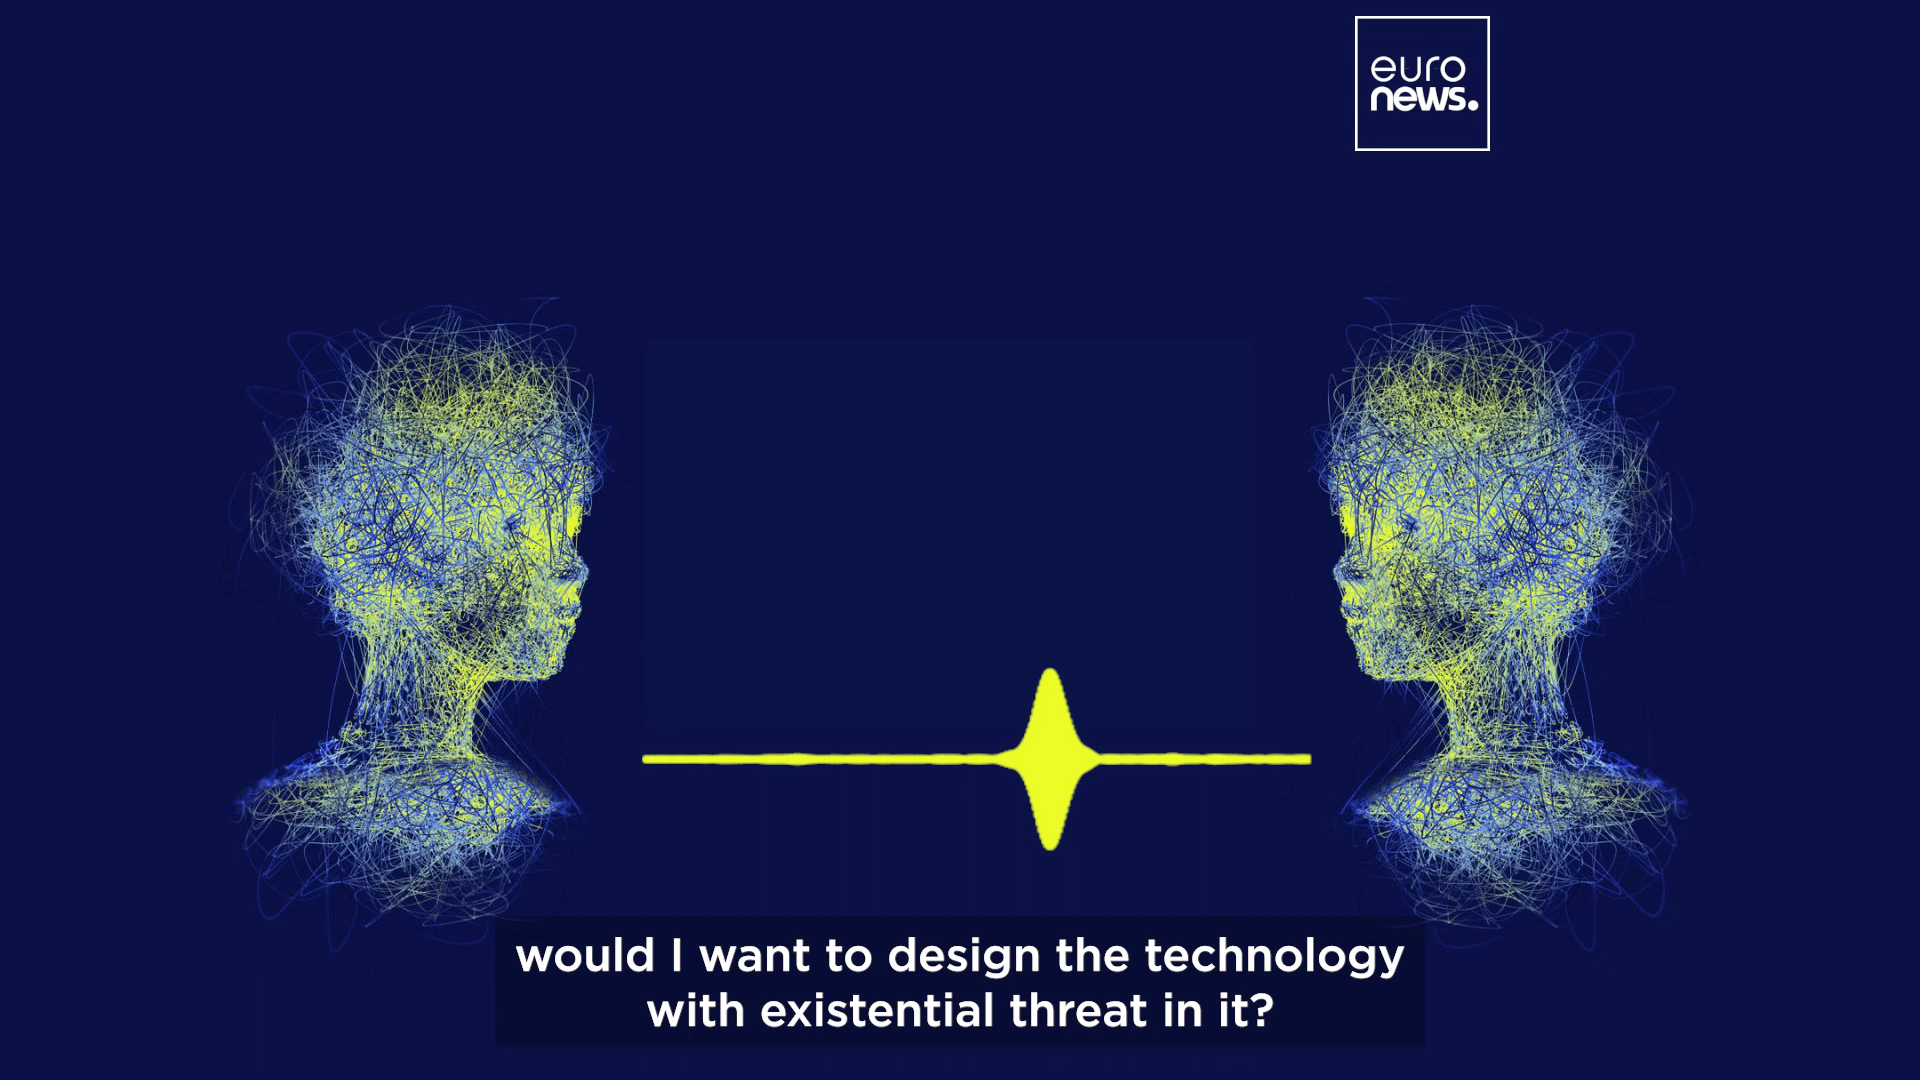 euro
news.
would I want to design the technology
with existential threat in it?